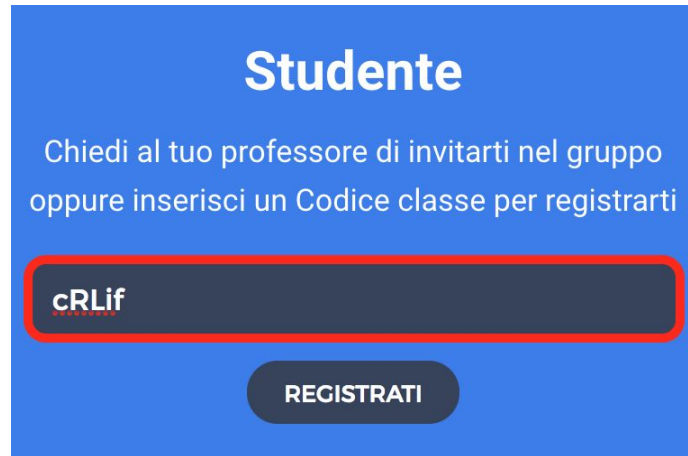 Studente
Chiedi al tuo professore di invitarti nel gruppo
oppure inserisci un Codice classe per registrarti
cRLif
REGISTRATI